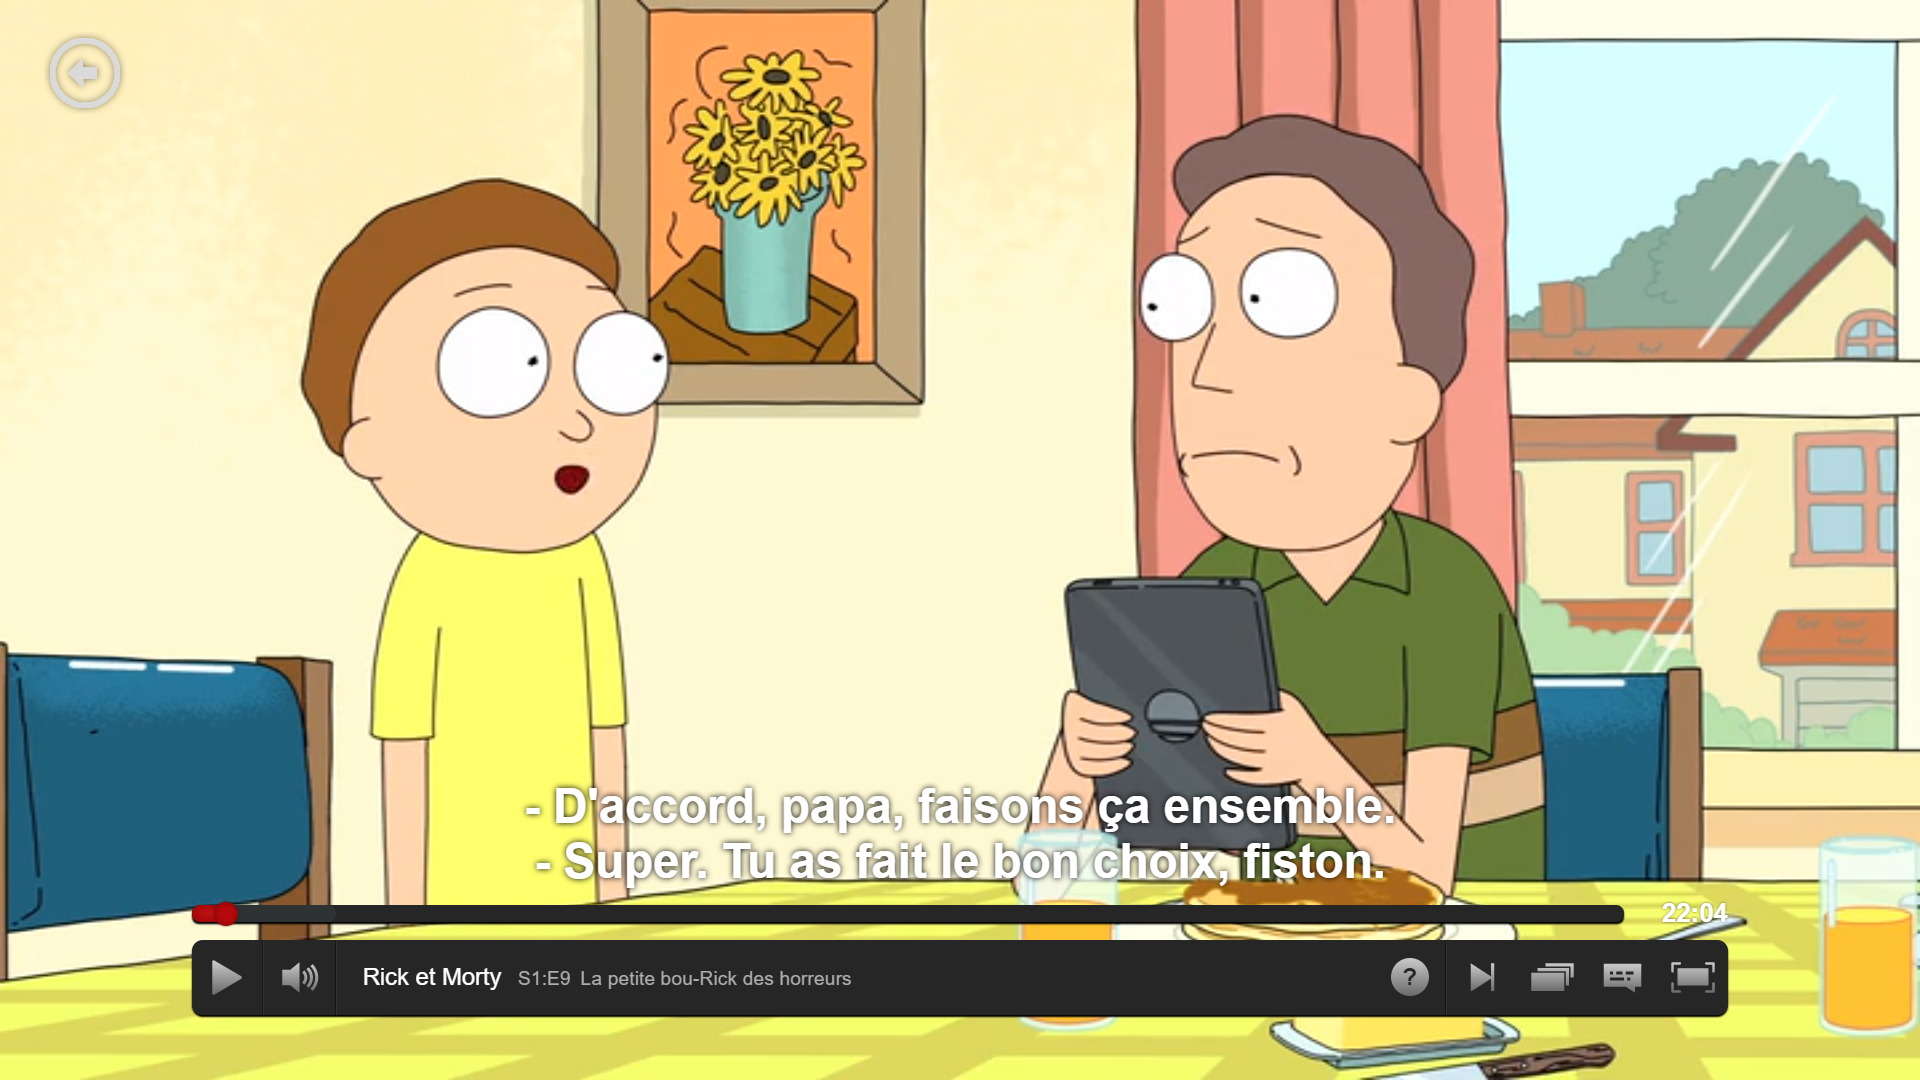 - D'accord, papa, faisons ça ensemble.
- Super. Tu as fait le bon choix, fiston.
22:04
Rick et Morty S1:E9 La petite bou-Rick des horreurs ?